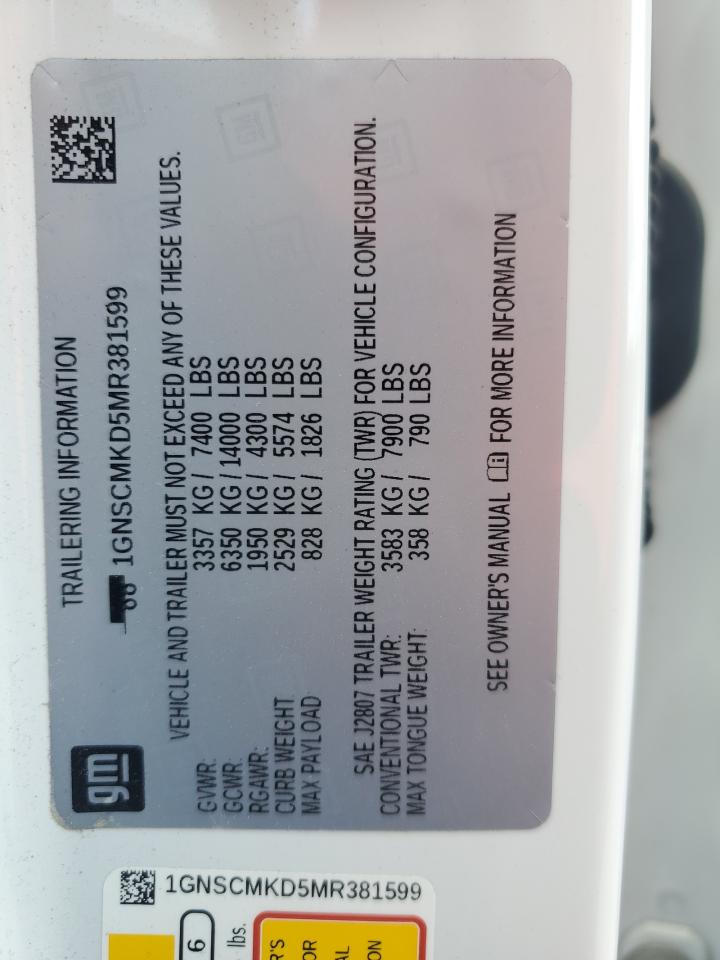 gm
TRAILERING INFORMATION
1GNSCMKD5MR381599
VEHICLE AND TRAILER MUST NOT EXCEED ANY OF THESE VALUES.
GVWR: 3357 KG / 7400 LBS
GCWR: 6350 KG / 14000 LBS
RGAWR: 1950 KG / 4300 LBS
CURB WEIGHT 2529 KG / 5574 LBS
MAX PAYLOAD 828 KG / 1826 LBS
SAE J2807 TRAILER WEIGHT RATING (TWR) FOR VEHICLE CONFIGURATION.
CONVENTIONAL TWR: 3583 KG / 7900 LBS
MAX TONGUE WEIGHT: 358 KG / 790 LBS
SEE OWNER'S MANUAL FOR MORE INFORMATION
1GNSCMKD5MR381599
6
lbs.